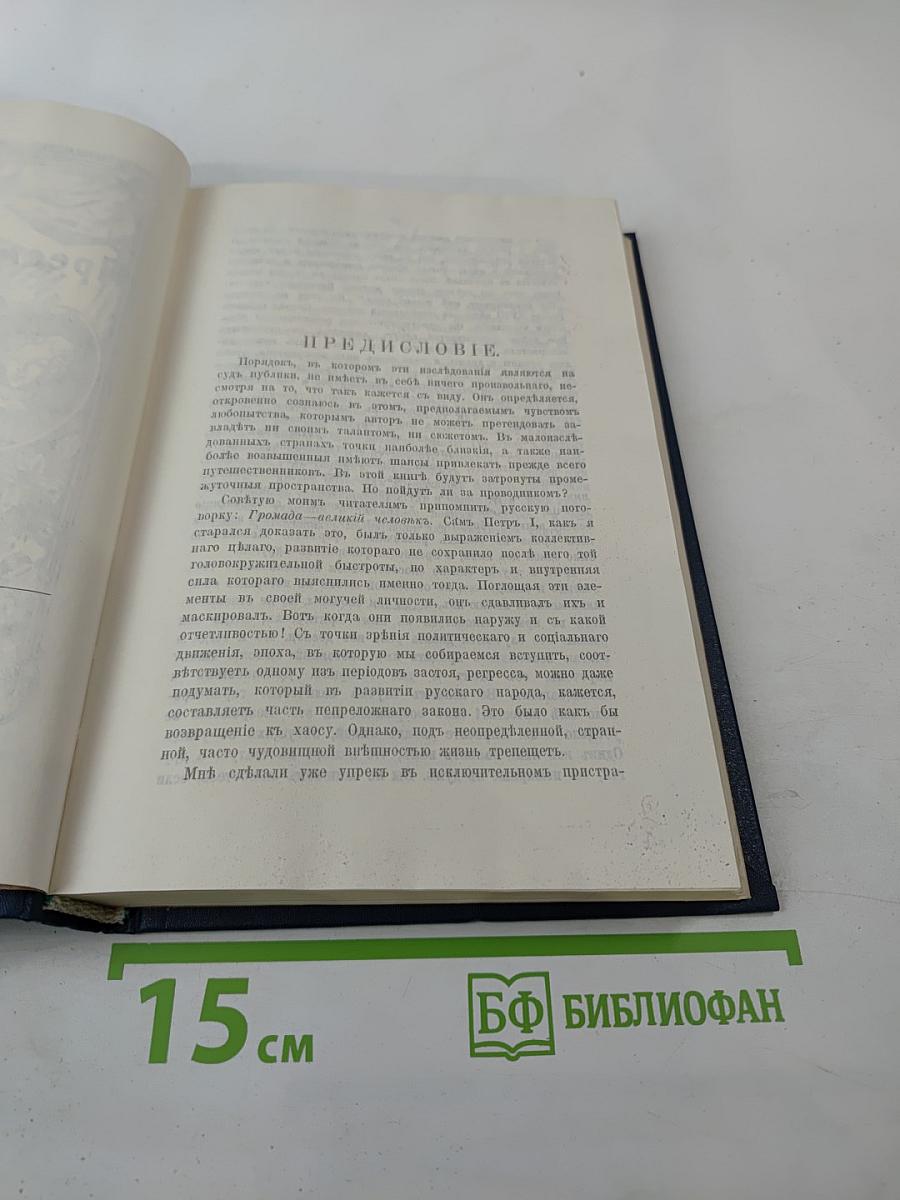 ПРЕДИСЛОВІЕ.
Порядокъ, въ которомъ эти изслѣдованія являются на
судъ публики, не имѣетъ въ себѣ ничего произвольнаго, не-
смотря на то, что такъ кажется съ виду. Онъ опредѣляется,
откровенно сознаюсь въ этомъ, предполагаемымъ чувствомъ
любопытства, которымъ авторъ не можетъ претендовать за-
владѣть ни своимъ талантомъ, ни сюжетомъ. Въ малоизслѣ-
дованныхъ странахъ точки наиболѣе близкія, а также наи-
болѣе возвышенныя имѣютъ шансы привлекать прежде всего
путешественниковъ. Въ этой книгѣ будутъ затронуты проме-
жуточныя пространства. Но пойдутъ ли за проводникомъ?
Совѣтую моимъ читателямъ припомнить русскую пого-
ворку: Громада—великій человѣкъ. Самъ Петръ I, какъ я
старался доказать это, былъ только выраженіемъ коллектив-
наго цѣлаго, развитіе котораго не сохранило послѣ него той
головокружительной быстроты, но характеръ и внутренняя
сила котораго выяснились именно тогда. Поглощая эти эле-
менты въ своей могучей личности, онъ сдавливалъ ихъ и
маскировалъ. Вотъ когда они появились наружу и съ какой
отчетливостью! Съ точки зрѣнія политическаго и соціальнаго
движенія, эпоха, въ которую мы собираемся вступить, соот-
вѣтствуетъ одному изъ періодовъ застоя, регресса, можно даже
подумать, который въ развитіи русскаго народа, кажется,
составляетъ часть непреложнаго закона. Это было какъ бы
возвращеніе къ хаосу. Однако, подъ неопредѣленной, стран-
ной, часто чудовищной внѣшностью жизнь трепещетъ.
Мнѣ сдѣлали уже упрекъ въ исключительномъ пристра-
15 см
БФ БИБЛИОФАН